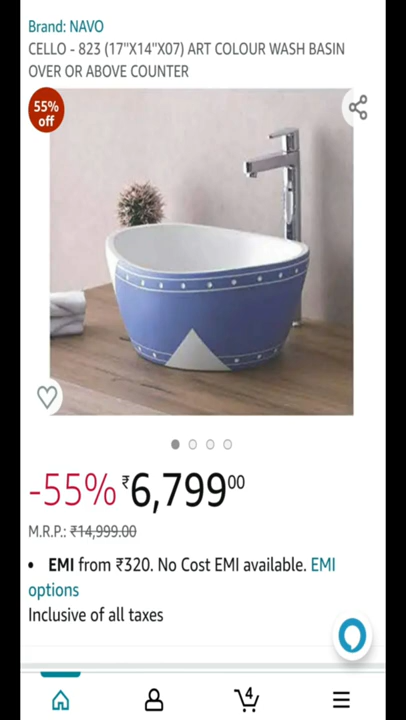 Brand: NAVO
CELLO - 823 (17"X14"X07) ART COLOUR WASH BASIN
OVER OR ABOVE COUNTER
55%
off
-55% ₹6,79900
M.R.P.: ₹14,999.00
• EMI from ₹320. No Cost EMI available. EMI
options
Inclusive of all taxes
4